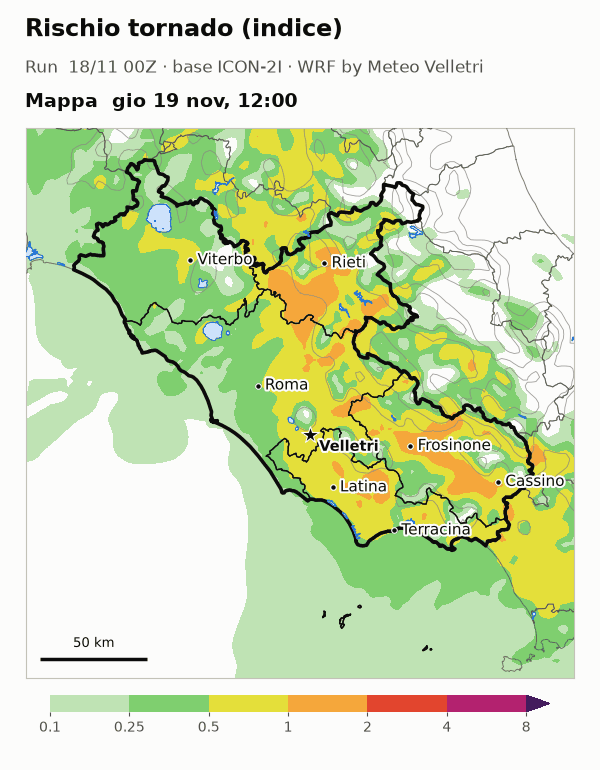 Rischio tornado (indice)
Run  18/11 00Z · base ICON-2I · WRF by Meteo Velletri
Mappa  gio 19 nov, 12:00
Viterbo
Rieti
Roma
Velletri
Frosinone
Latina
Cassino
Terracina
50 km
0.1 0.25 0.5 1 2 4 8